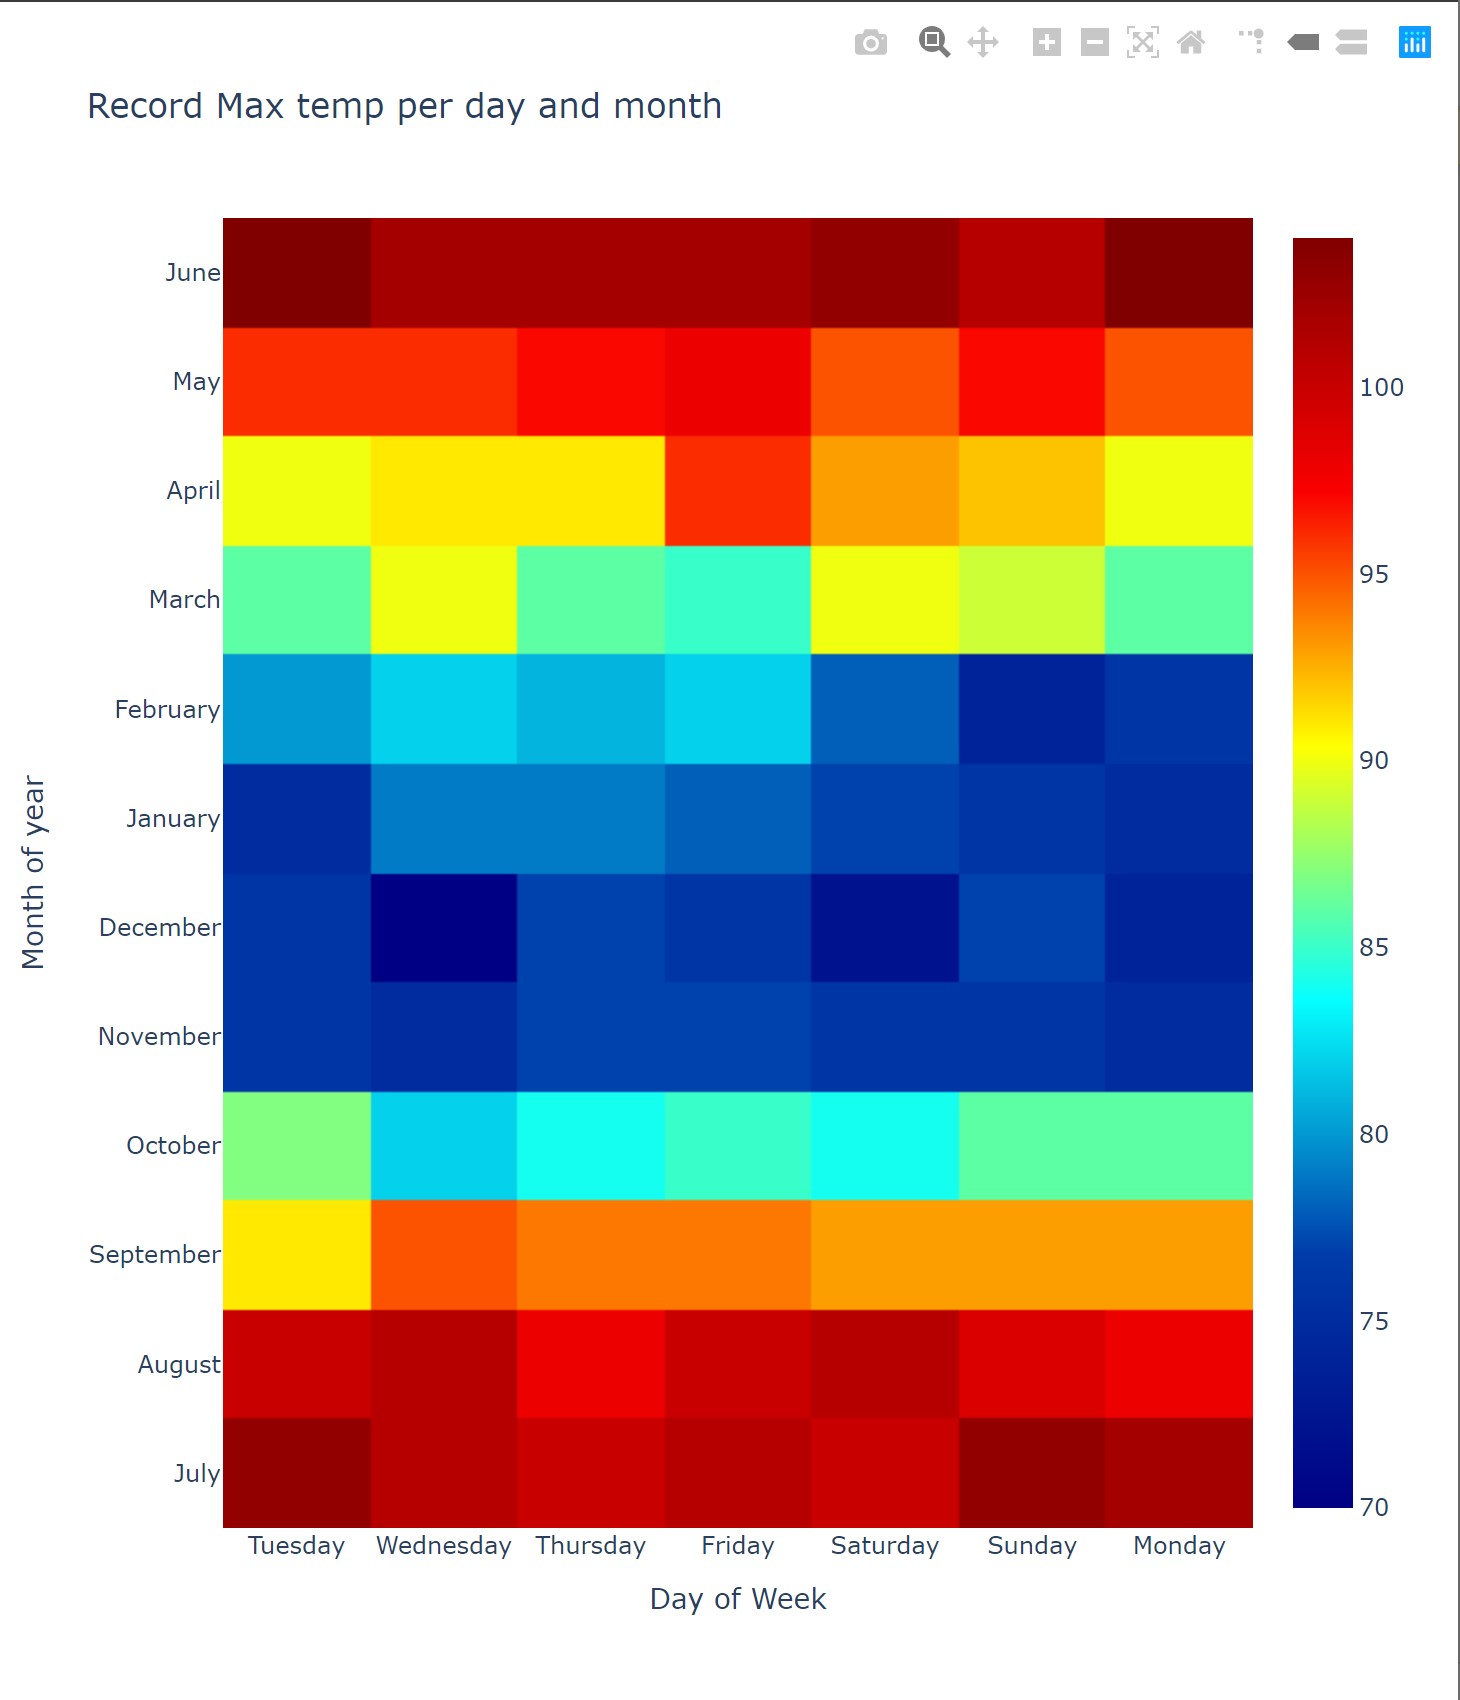 Record Max temp per day and month
June
May
April
March
February
January
December
November
October
September
August
July
Month of year
Tuesday Wednesday Thursday Friday Saturday Sunday Monday
Day of Week
100
95
90
85
80
75
70